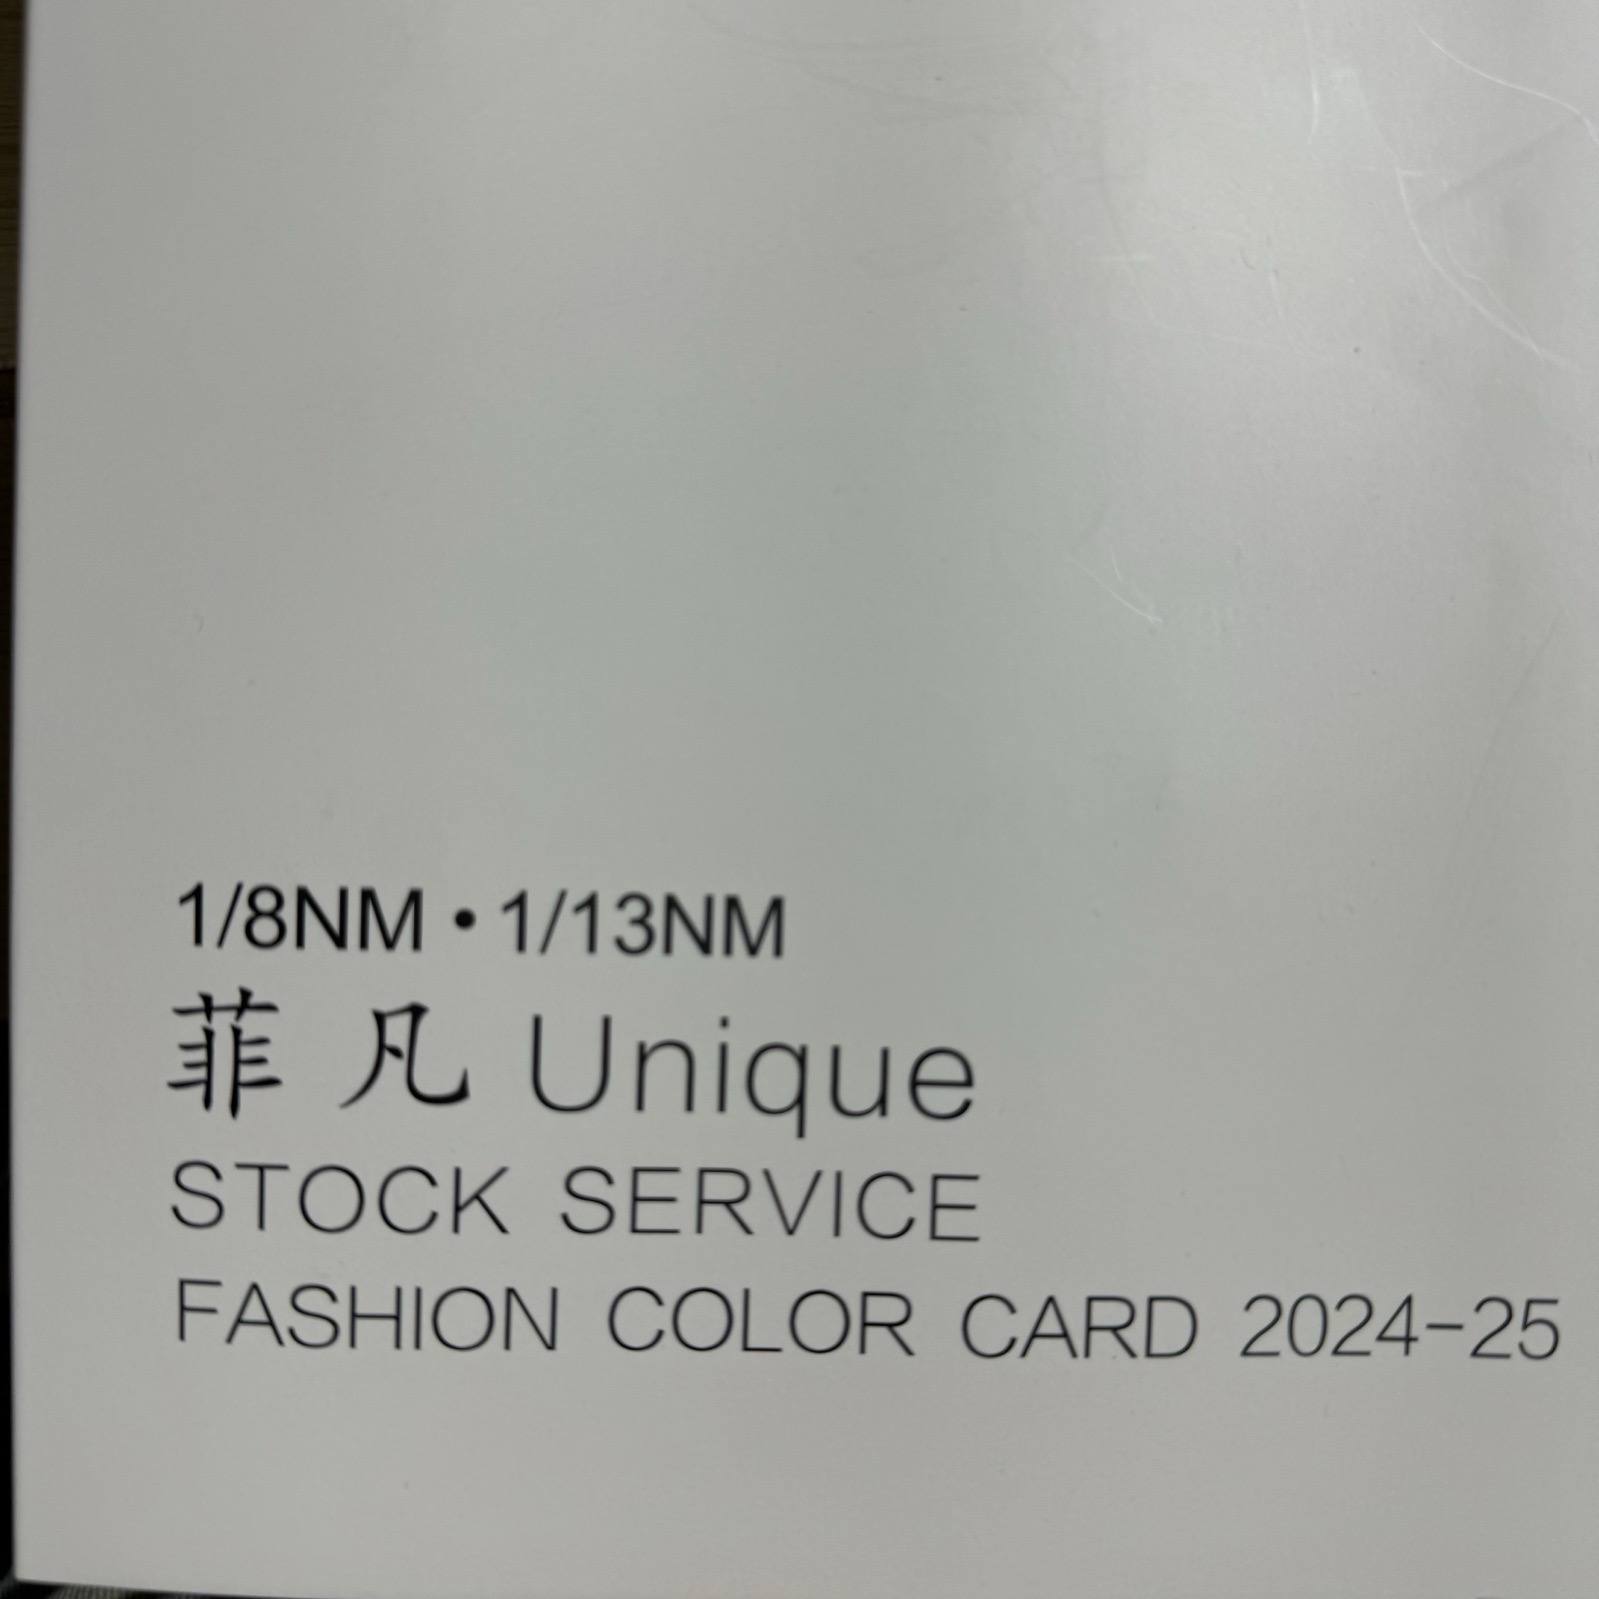 1/8NM • 1/13NM
菲 凡 Unique
STOCK SERVICE
FASHION COLOR CARD 2024-25